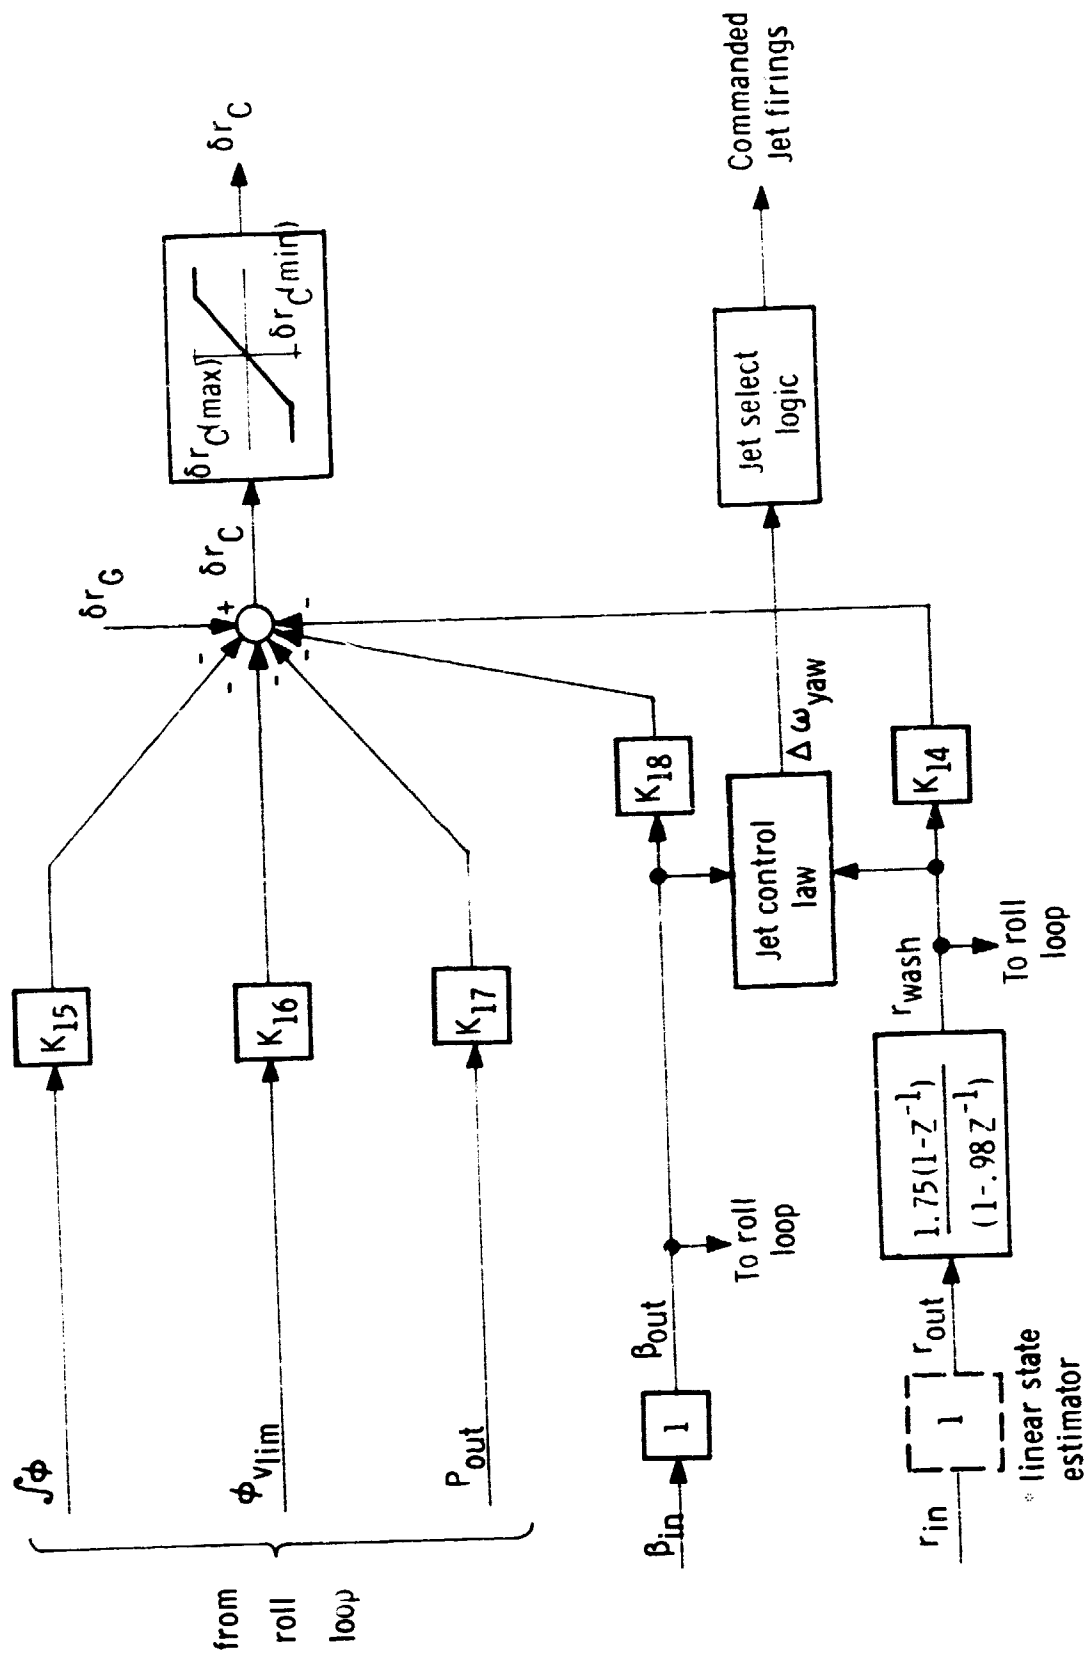 from
roll
loop
∫ϕ
K15
ϕvlim
K16
Pout
K17
δrG
+
-
-
-
-
-
δrC
δrC(max)
δrC(min)
δrC
βin
1
βout
To roll
loop
K18
Jet control
law
Δωyaw
Jet select
logic
Commanded
Jet firings
rin
1
* linear state
estimator
rout
1.75(1-Z⁻¹)
(1-.98 Z⁻¹)
rwash
To roll
loop
K14